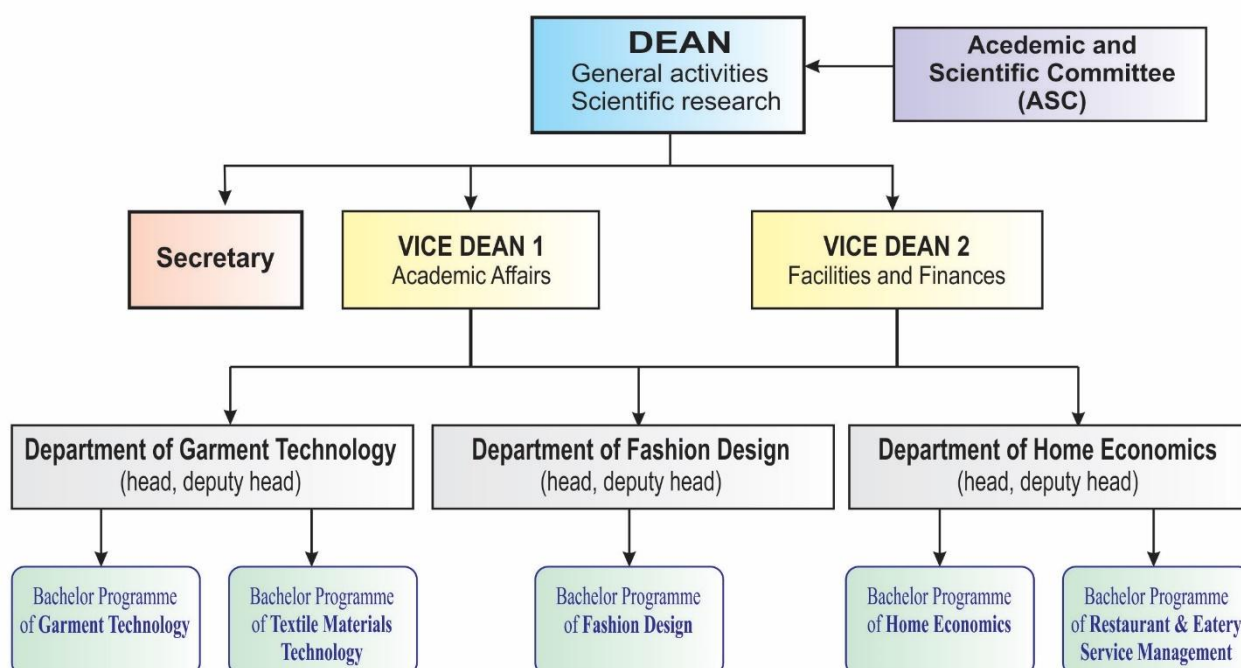 DEAN
General activities
Scientific research
Acedemic and
Scientific Committee
(ASC)
Secretary
VICE DEAN 1
Academic Affairs
VICE DEAN 2
Facilities and Finances
Department of Garment Technology
(head, deputy head)
Department of Fashion Design
(head, deputy head)
Department of Home Economics
(head, deputy head)
Bachelor Programme
of Garment Technology
Bachelor Programme
of Textile Materials
Technology
Bachelor Programme
of Fashion Design
Bachelor Programme
of Home Economics
Bachelor Programme
of Restaurant & Eatery
Service Management